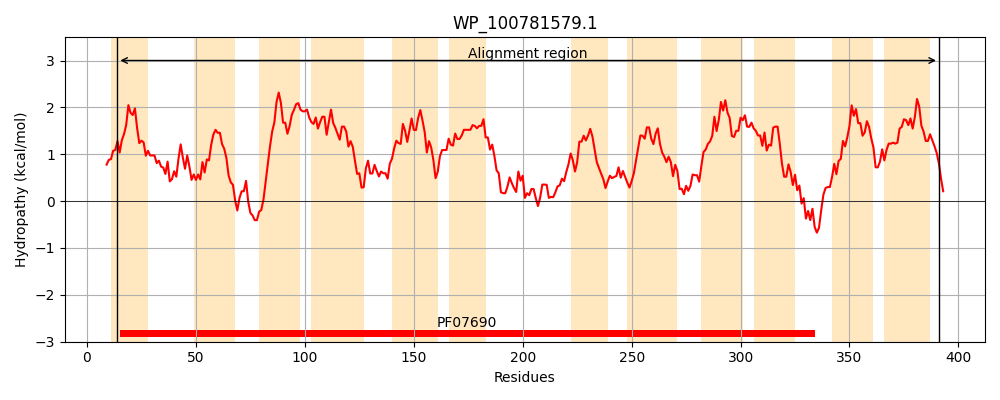 WP_100781579.1
Hydropathy (kcal/mol)
3
2
1
0
−1
−2
−3
Alignment region
PF07690
0 50 100 150 200 250 300 350 400
Residues